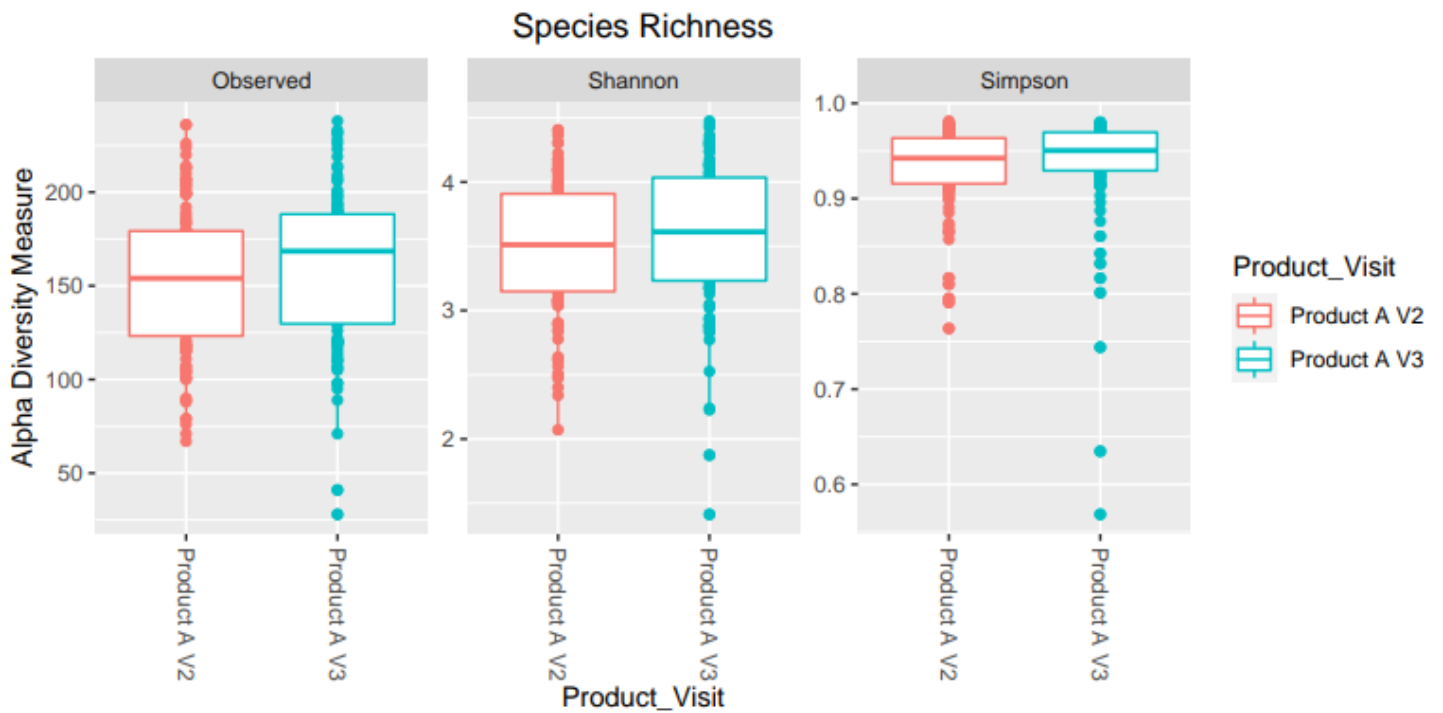 Species Richness
Observed
Shannon
Simpson
Alpha Diversity Measure
200
150
100
50
4
3
2
1.0
0.9
0.8
0.7
0.6
Product A V2
Product A V3
Product A V2
Product A V3
Product A V2
Product A V3
Product_Visit
Product_Visit
Product A V2
Product A V3